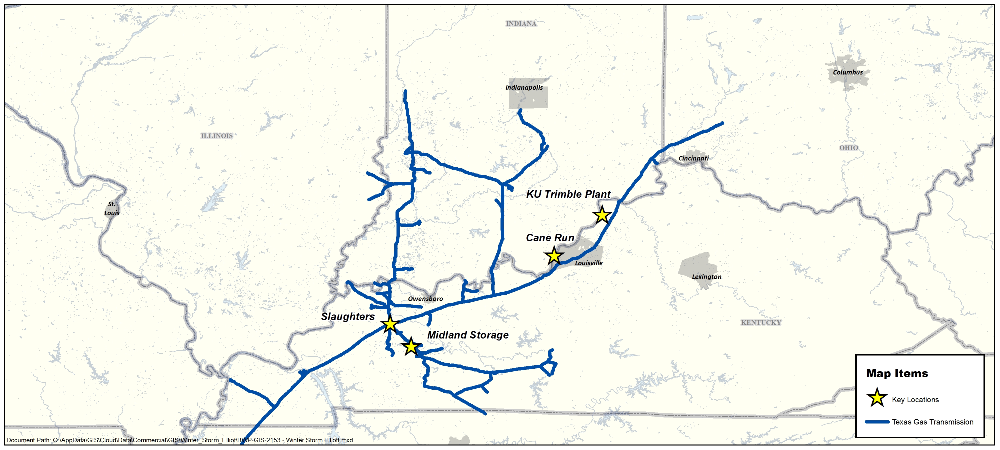 INDIANA
Columbus
Indianapolis
ILLINOIS
OHIO
Cincinnati
KU Trimble Plant
St.
Louis
Cane Run
Louisville
Lexington
Owensboro
Slaughters
KENTUCKY
Midland Storage
Map Items
Key Locations
Texas Gas Transmission
Document Path: O:\AppData\GIS\Cloud\Data\Commercial\GIS\Winter_Storm_Elliot\BWP-GIS-2153 - Winter Storm Elliott.mxd